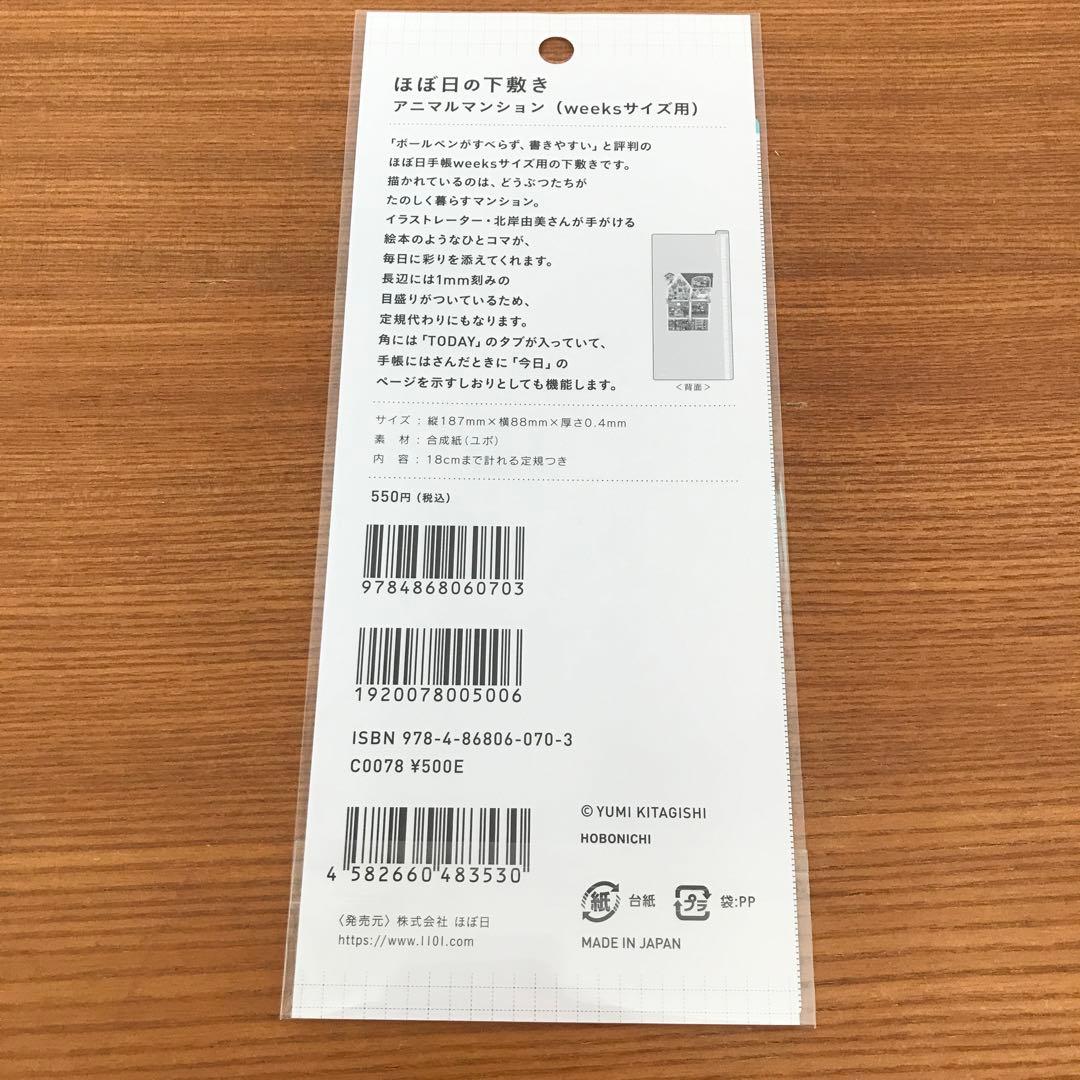 ほぼ日の下敷き
アニマルマンション（weeksサイズ用）
「ボールペンがすべらず、書きやすい」と評判の
ほぼ日手帳weeksサイズ用の下敷きです。
描かれているのは、どうぶつたちが
たのしく暮らすマンション。
イラストレーター・北岸由美さんが手がける
絵本のようなひとコマが、
毎日に彩りを添えてくれます。
長辺には1mm刻みの
目盛りがついているため、
定規代わりにもなります。
角には「TODAY」のタブが入っていて、
手帳にはさんだときに「今日」の
ページを示すしおりとしても機能します。
＜背面＞
サイズ：縦187mm×横88mm×厚さ0.4mm
素　材：合成紙（ユポ）
内　容：18cmまで計れる定規つき
550円（税込）
9784868060703
1920078005006
ISBN 978-4-86806-070-3
C0078 ¥500E
4 582660 483530
© YUMI KITAGISHI
HOBONICHI
紙 台紙 プラ 袋:PP
〈発売元〉株式会社 ほぼ日
https://www.1101.com
MADE IN JAPAN